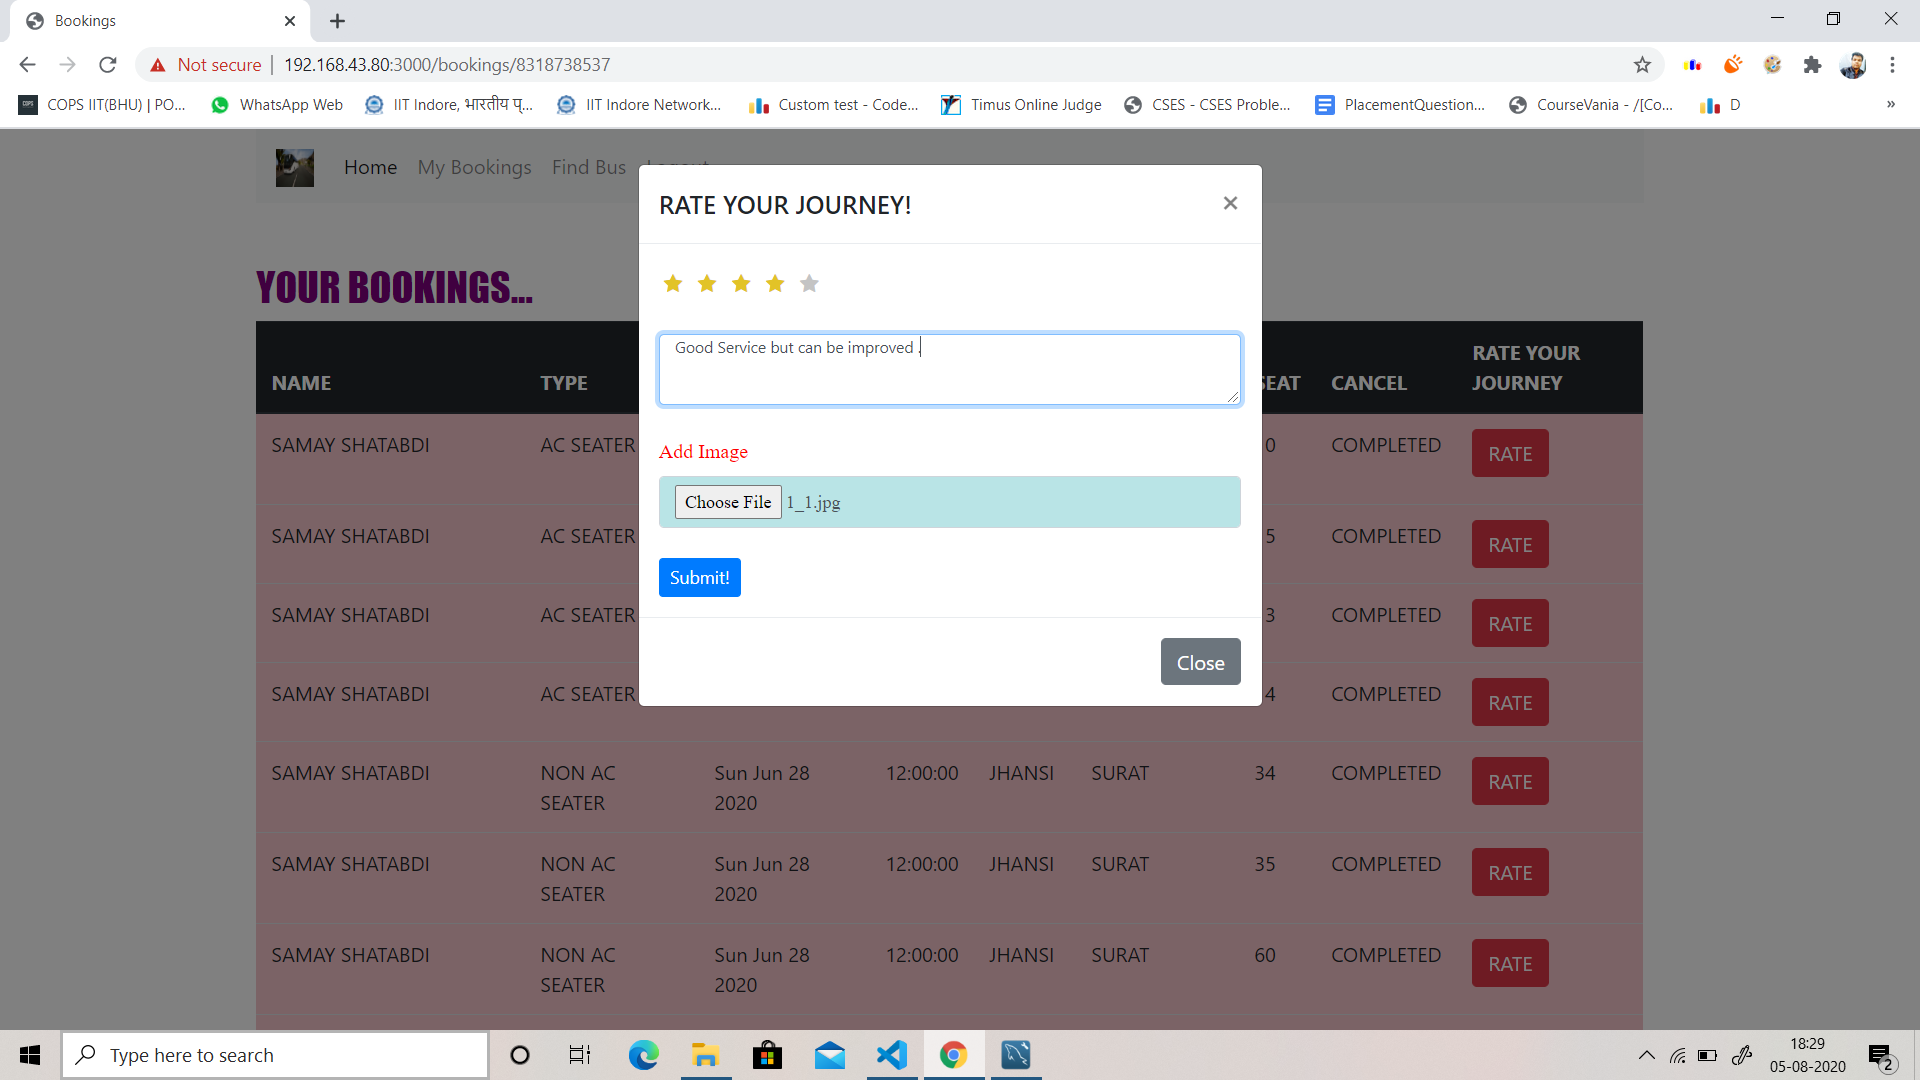 Bookings
Not secure 192.168.43.80:3000/bookings/8318738537
COPS IIT(BHU) | PO...
WhatsApp Web
IIT Indore, भारतीय प्...
IIT Indore Network...
Custom test - Code...
Timus Online Judge
CSES - CSES Proble...
PlacementQuestion...
CourseVania - /[Co...
D
»
Home My Bookings Find Bus Logout
RATE YOUR JOURNEY!
×
Good Service but can be improved .
Add Image
Choose File 1_1.jpg
Submit!
Close
YOUR BOOKINGS...
NAME TYPE SEAT CANCEL RATE YOUR
JOURNEY
SAMAY SHATABDI AC SEATER 0 COMPLETED RATE
SAMAY SHATABDI AC SEATER 5 COMPLETED RATE
SAMAY SHATABDI AC SEATER 3 COMPLETED RATE
SAMAY SHATABDI AC SEATER 4 COMPLETED RATE
SAMAY SHATABDI NON AC Sun Jun 28 12:00:00 JHANSI SURAT 34 COMPLETED RATE
SEATER 2020
SAMAY SHATABDI NON AC Sun Jun 28 12:00:00 JHANSI SURAT 35 COMPLETED RATE
SEATER 2020
SAMAY SHATABDI NON AC Sun Jun 28 12:00:00 JHANSI SURAT 60 COMPLETED RATE
SEATER 2020
Type here to search
18:29
05-08-2020
2